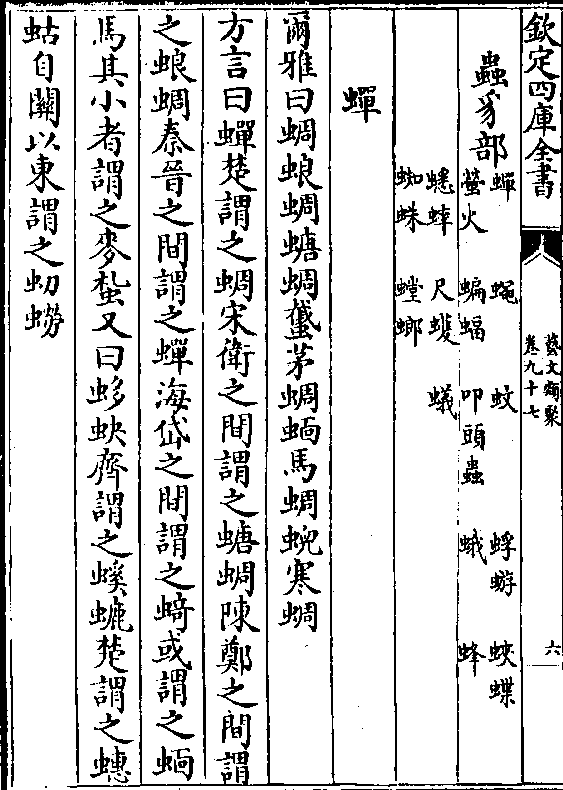 欽定四庫全書
藝文類聚
卷九十七
六
蟲豸部
蟬 蠅 蚊 蜉蝣 蛺蝶
螢火 蝙蝠 叩頭蟲 蛾 蜂
蟋蟀 尺蠖 蟻
蜘蛛 螳螂
蟬
爾雅曰蜩蜋蜩螗蜩蠽茅蜩蝒馬蜩蜺寒蜩
方言曰蟬楚謂之蜩宋衛之間謂之螗蜩陳鄭之間謂
之蜋蜩秦晉之間謂之蟬海岱之間謂之螪或謂之蝒
馬其小者謂之麥蚻又曰蛥蚗齊謂之螇螰楚謂之蟪
蛄自關以東謂之虭蟧